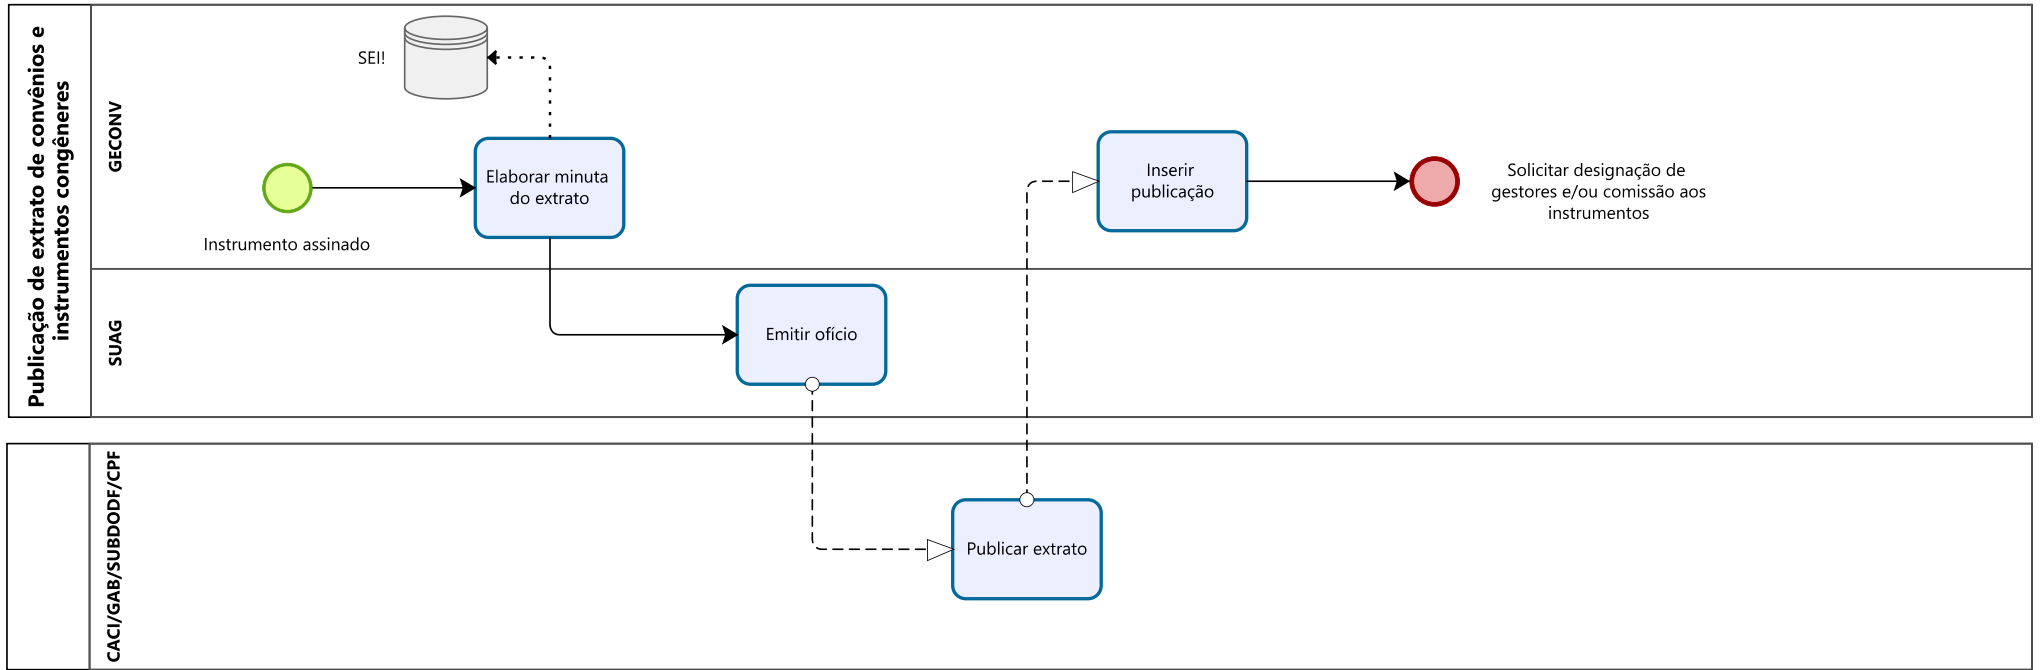 Publicação de extrato de convênios e
instrumentos congêneres
GECONV
SEI!
Instrumento assinado
Elaborar minuta
do extrato
Inserir
publicação
Solicitar designação de
gestores e/ou comissão aos
instrumentos
SUAG
Emitir ofício
CACI/GAB/SUBDODF/CPF
Publicar extrato